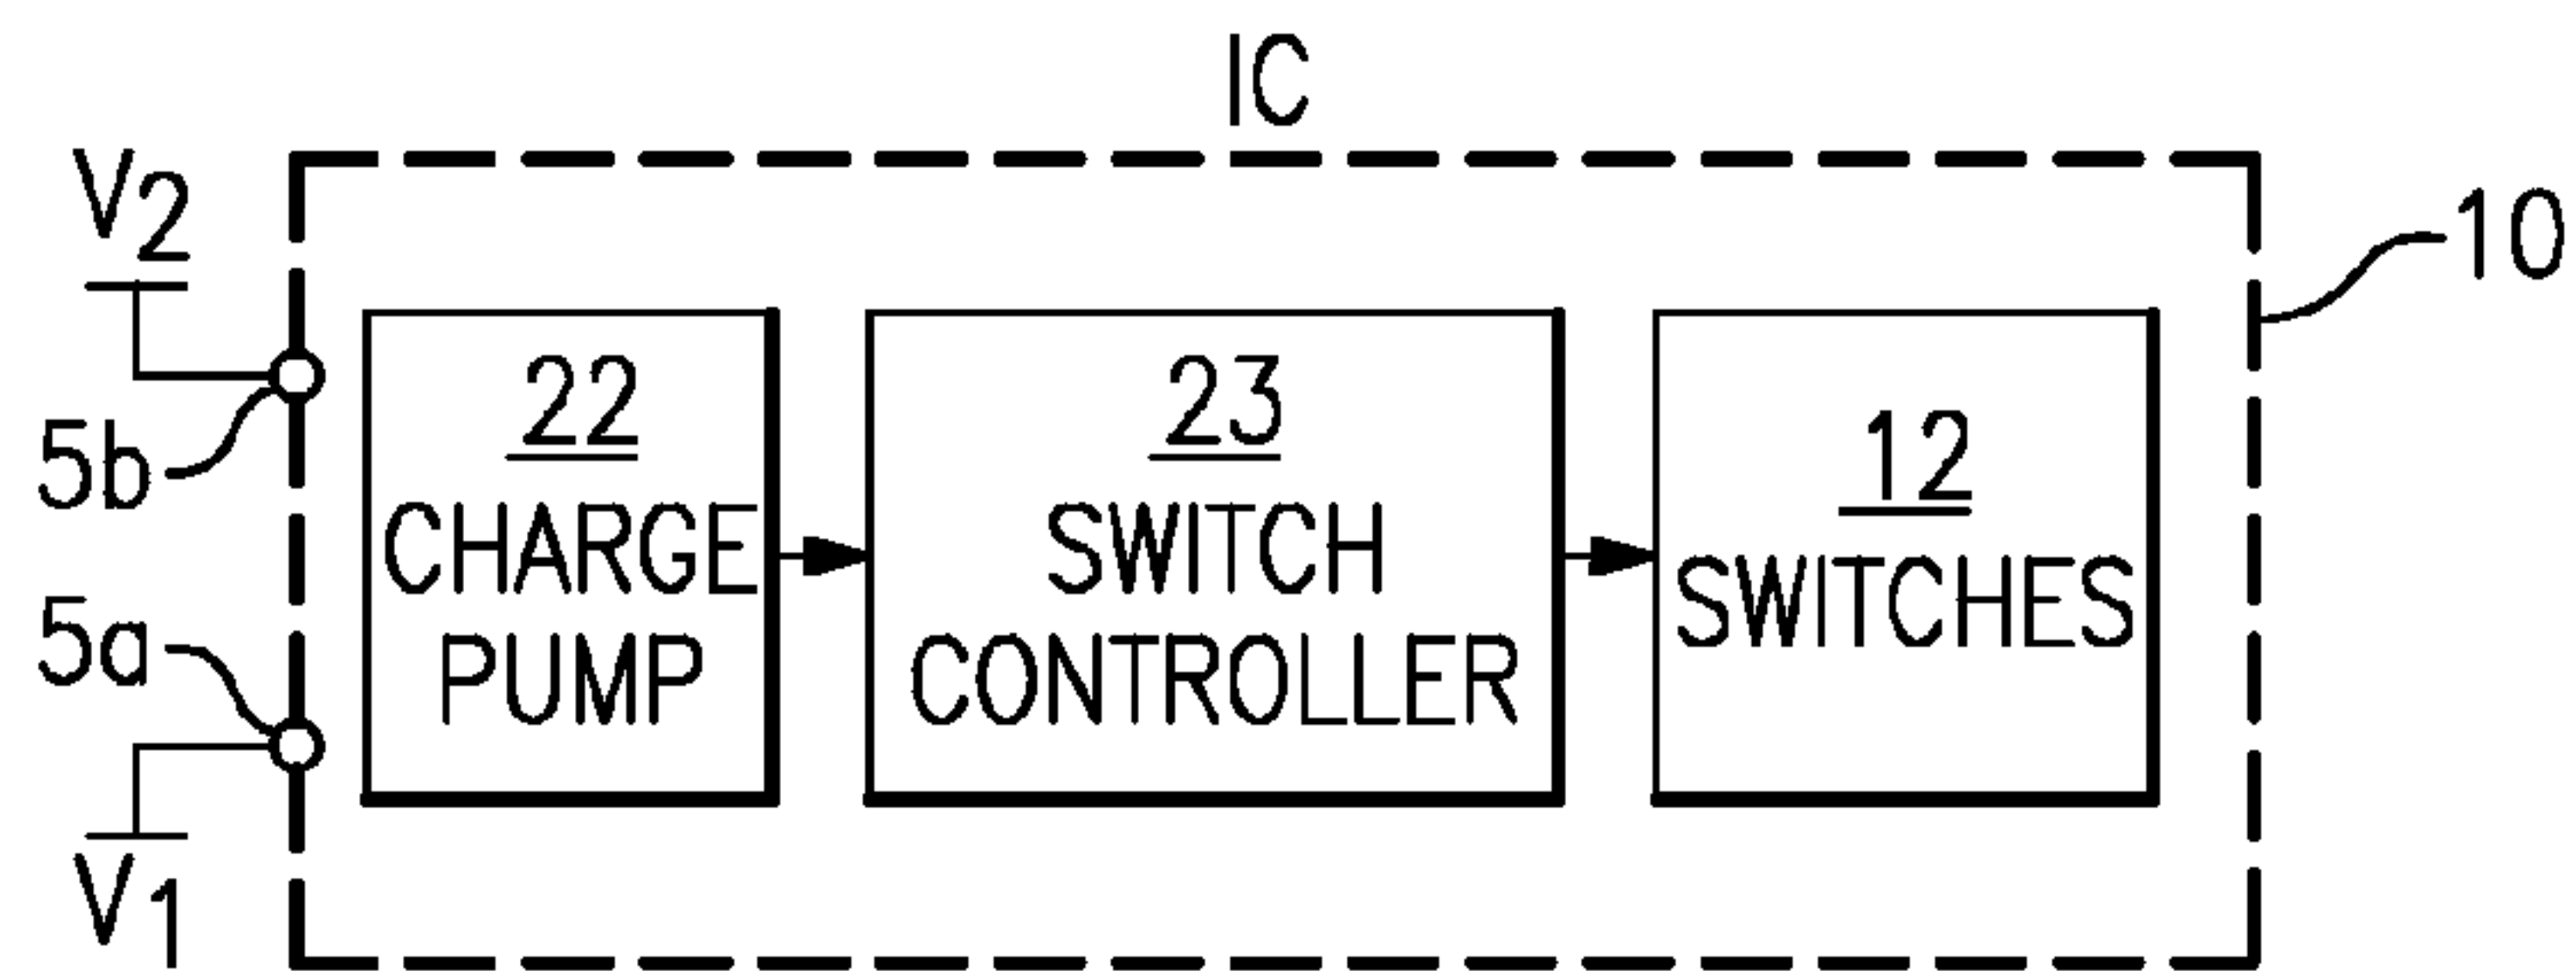 IC
V2
10
5b
22
CHARGE
PUMP
23
SWITCH
CONTROLLER
12
SWITCHES
5a
V1